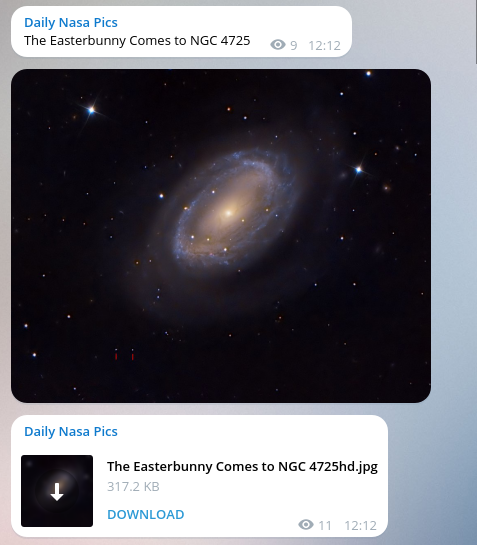 Daily Nasa Pics
The Easterbunny Comes to NGC 4725
9 12:12
Daily Nasa Pics
The Easterbunny Comes to NGC 4725hd.jpg
317.2 KB
DOWNLOAD
11 12:12